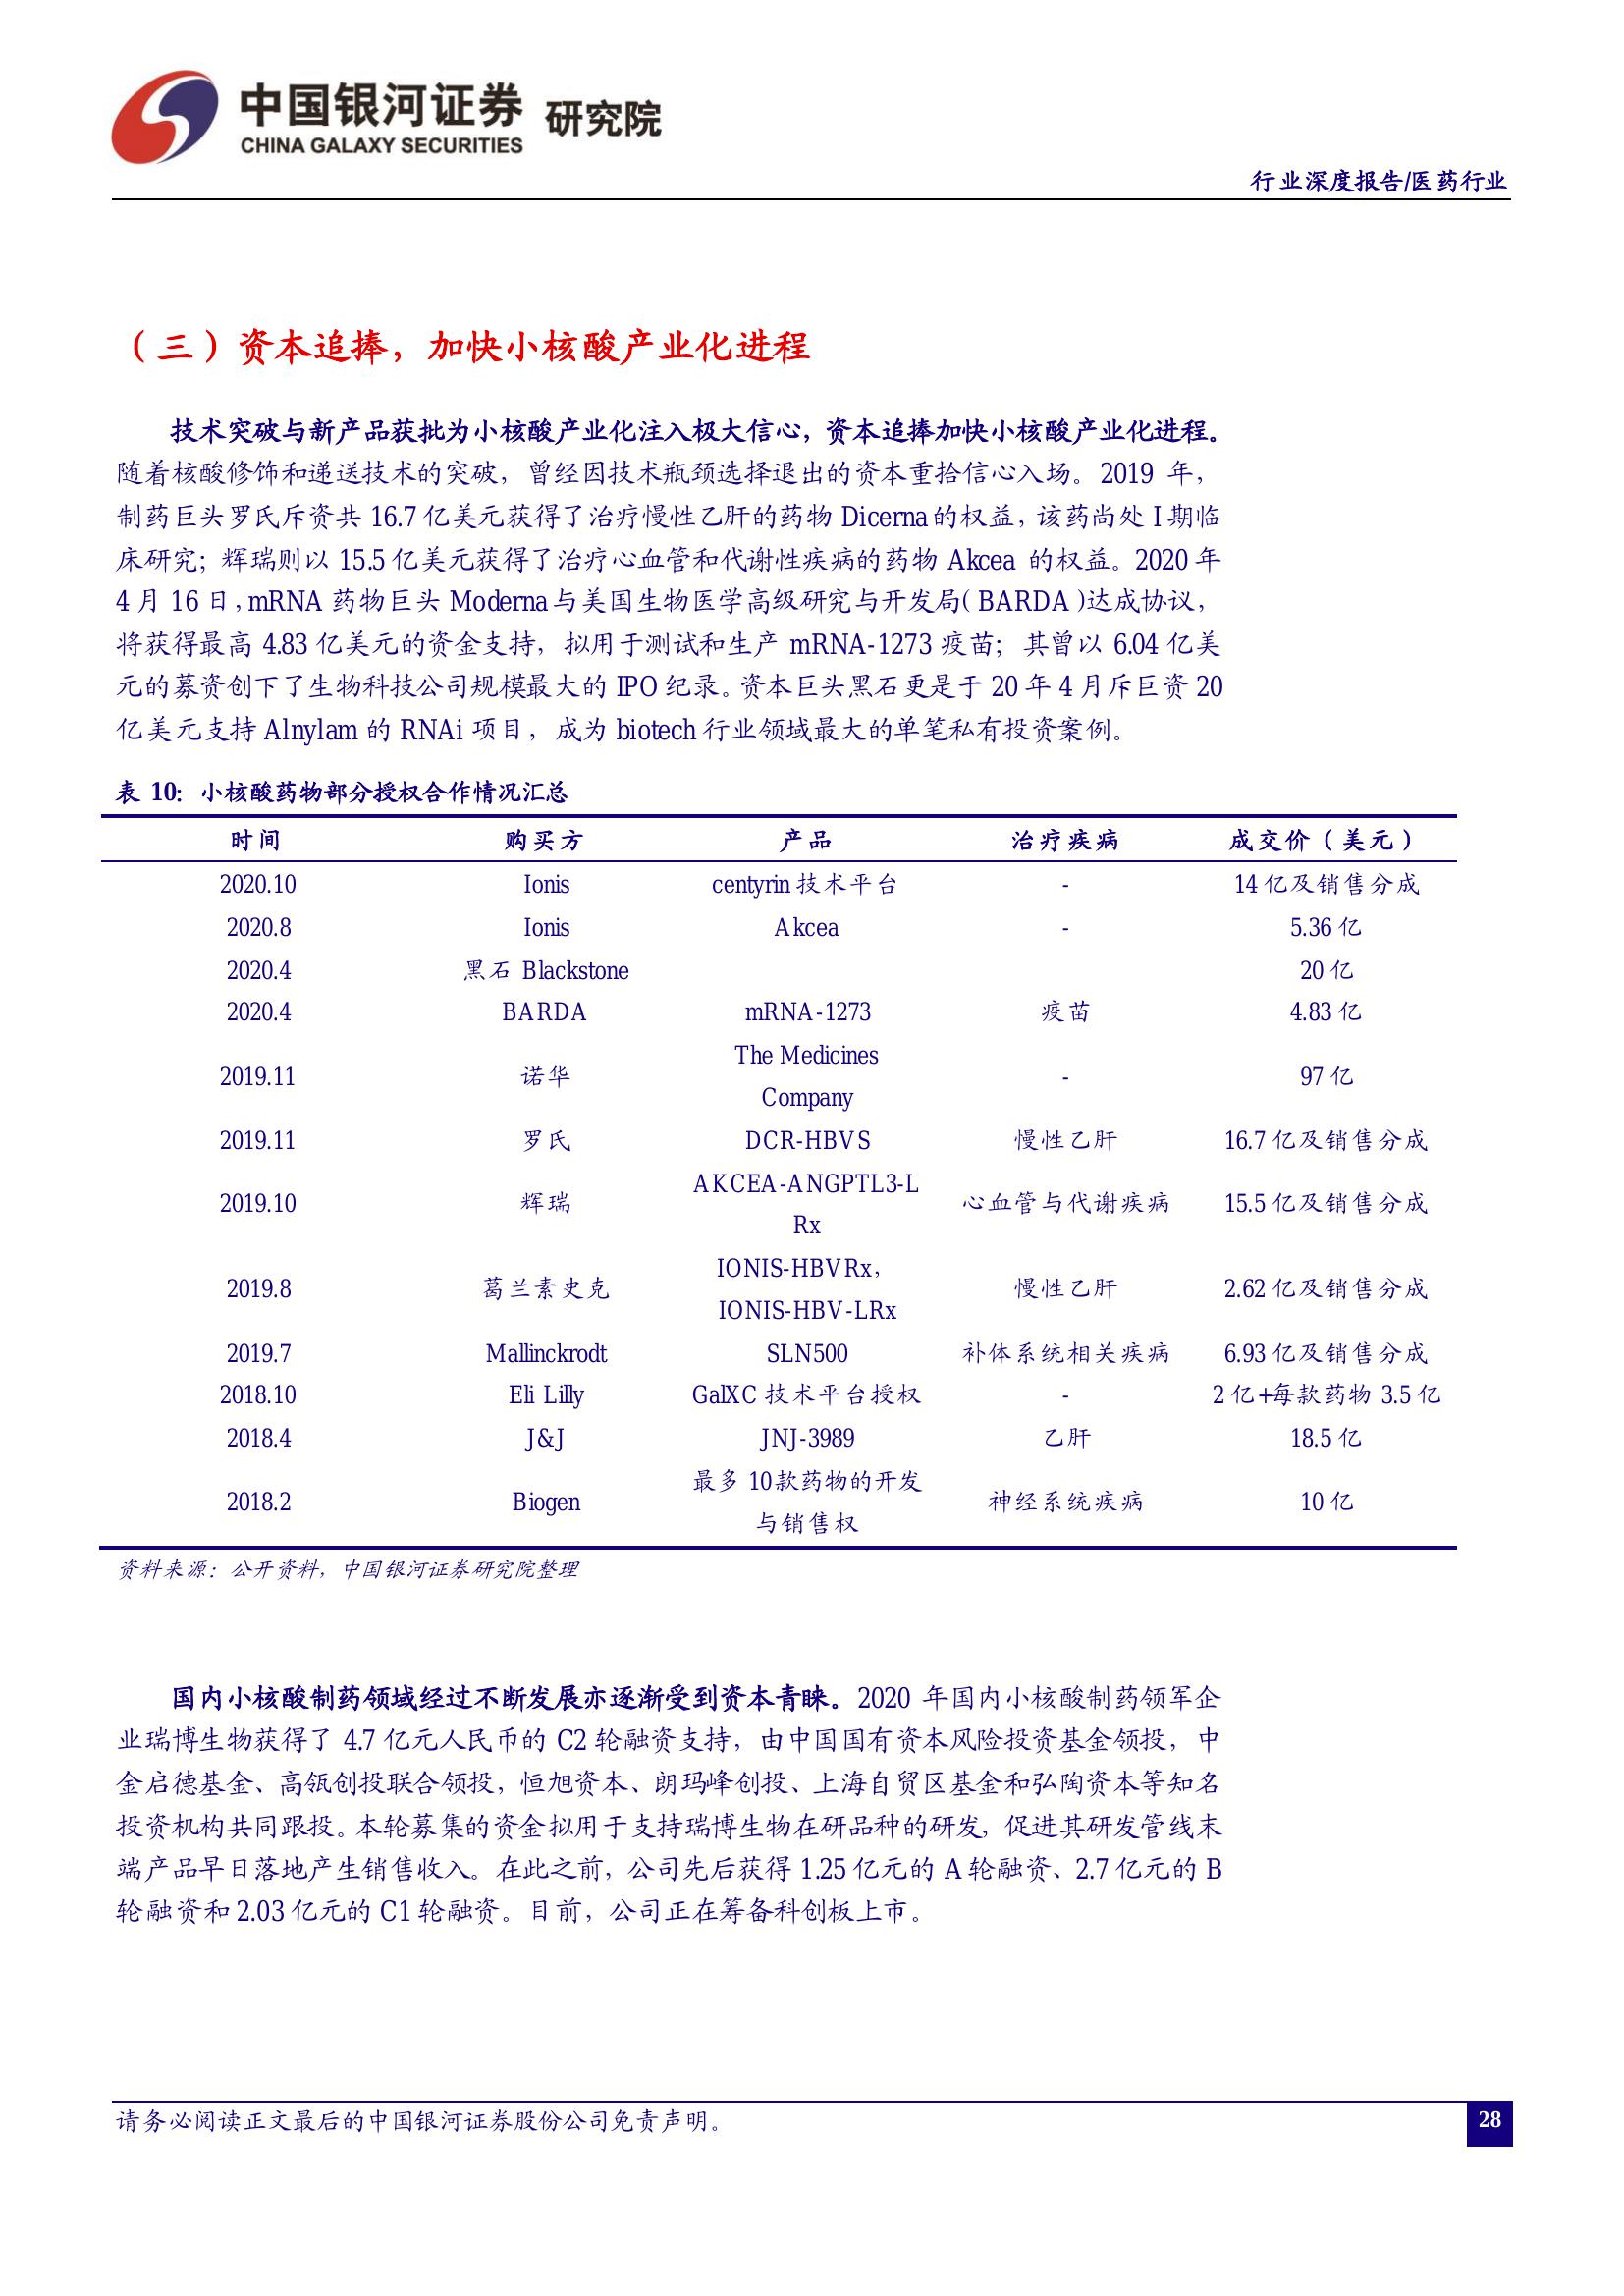 中国银河证券 研究院
CHINA GALAXY SECURITIES
行业深度报告/医药行业
（三）资本追捧，加快小核酸产业化进程
技术突破与新产品获批为小核酸产业化注入极大信心，资本追捧加快小核酸产业化进程。
随着核酸修饰和递送技术的突破，曾经因技术瓶颈选择退出的资本重拾信心入场。2019 年，
制药巨头罗氏斥资共 16.7 亿美元获得了治疗慢性乙肝的药物 Dicerna 的权益，该药尚处 I 期临
床研究；辉瑞则以 15.5 亿美元获得了治疗心血管和代谢性疾病的药物 Akcea 的权益。2020 年
4 月 16 日，mRNA 药物巨头 Moderna 与美国生物医学高级研究与开发局( BARDA )达成协议，
将获得最高 4.83 亿美元的资金支持，拟用于测试和生产 mRNA-1273 疫苗；其曾以 6.04 亿美
元的募资创下了生物科技公司规模最大的 IPO 纪录。资本巨头黑石更是于 20 年 4 月斥巨资 20
亿美元支持 Alnylam 的 RNAi 项目，成为 biotech 行业领域最大的单笔私有投资案例。
表 10：小核酸药物部分授权合作情况汇总
时间 购买方 产品 治疗疾病 成交价（美元）
2020.10 Ionis centyrin 技术平台 - 14 亿及销售分成
2020.8 Ionis Akcea - 5.36 亿
2020.4 黑石 Blackstone 20 亿
2020.4 BARDA mRNA-1273 疫苗 4.83 亿
2019.11 诺华 The Medicines
Company - 97 亿
2019.11 罗氏 DCR-HBVS 慢性乙肝 16.7 亿及销售分成
2019.10 辉瑞 AKCEA-ANGPTL3-L
Rx 心血管与代谢疾病 15.5 亿及销售分成
2019.8 葛兰素史克 IONIS-HBVRx，
IONIS-HBV-LRx 慢性乙肝 2.62 亿及销售分成
2019.7 Mallinckrodt SLN500 补体系统相关疾病 6.93 亿及销售分成
2018.10 Eli Lilly GalXC 技术平台授权 - 2 亿+每款药物 3.5 亿
2018.4 J&J JNJ-3989 乙肝 18.5 亿
2018.2 Biogen 最多 10 款药物的开发
与销售权 神经系统疾病 10 亿
资料来源：公开资料，中国银河证券研究院整理
国内小核酸制药领域经过不断发展亦逐渐受到资本青睐。2020 年国内小核酸制药领军企
业瑞博生物获得了 4.7 亿元人民币的 C2 轮融资支持，由中国国有资本风险投资基金领投，中
金启德基金、高瓴创投联合领投，恒旭资本、朗玛峰创投、上海自贸区基金和弘陶资本等知名
投资机构共同跟投。本轮募集的资金拟用于支持瑞博生物在研品种的研发，促进其研发管线末
端产品早日落地产生销售收入。在此之前，公司先后获得 1.25 亿元的 A 轮融资、2.7 亿元的 B
轮融资和 2.03 亿元的 C1 轮融资。目前，公司正在筹备科创板上市。
请务必阅读正文最后的中国银河证券股份公司免责声明。
28